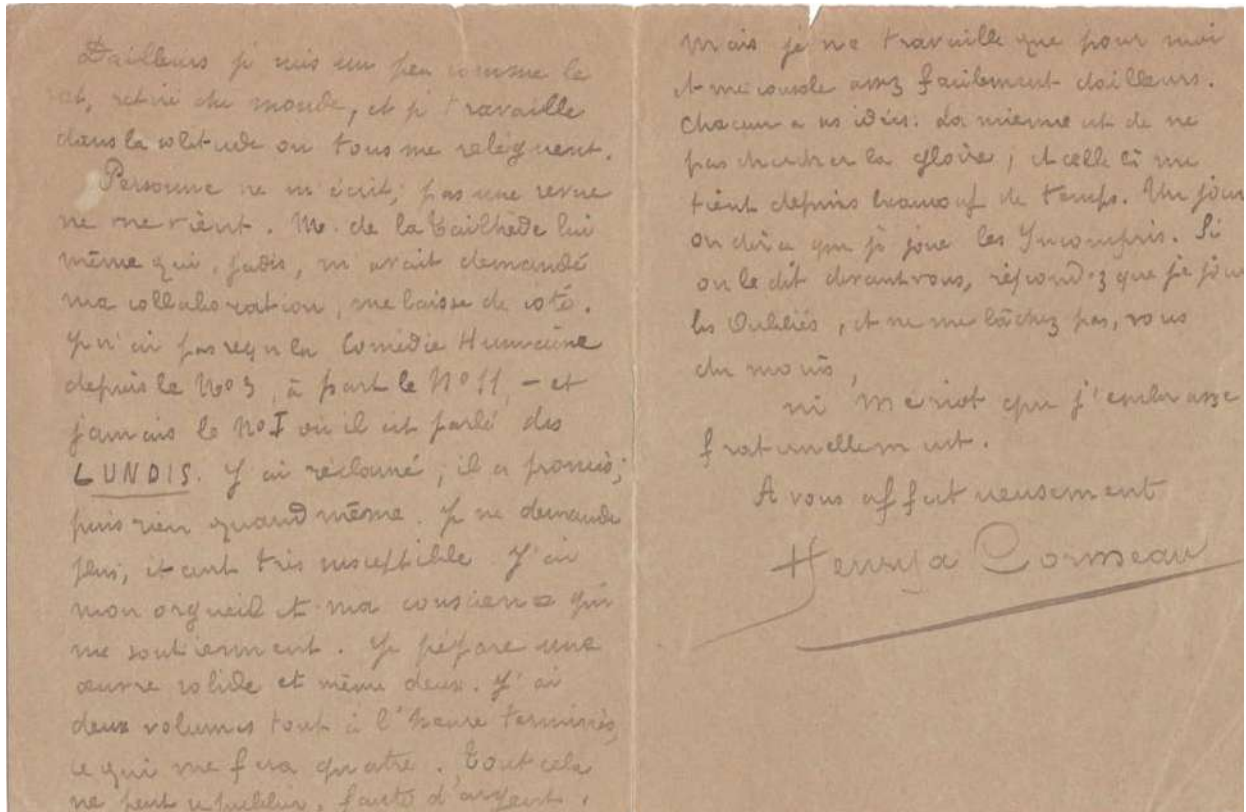 D'ailleurs je suis un peu comme le
rat, retiré du monde, et je travaille
dans la solitude où tous me relèguent.
Personne ne m'écrit; pas une revue
ne me vient. M. de la Tailhède lui
même qui, jadis, m'avait demandé
ma collaboration, me laisse de coté.
Je n'ai pas reçu la Comédie Humaine
depuis le No 3, à part le No 11, – et
jamais le No I où il est parlé des
LUNDIS. J'ai réclamé; il a promis;
puis rien quand même. Je ne demande
plus, étant très susceptible. J'ai
mon orgueil et ma conscience qui
me soutiennent. Je prépare une
œuvre solide et même deux. J'ai
deux volumes tout à l'heure terminés,
ce qui me fera quatre. Tout cela
ne peut se publier, faute d'argent.
mais je ne travaille que pour moi
et me console assez facilement d'ailleurs.
Chacun a ses idées. La mienne est de ne
pas chercher la gloire; et celle là me
tient depuis beaucoup de temps. Un jour
on dira que je joue les Incompris. Si
on le dit devant vous, répondez que je joue
les Oubliés, et ne me lâchez pas, vous
du moins,
ni Mériot que j'embrasse
fraternellement.
A vous affectueusement
Henry a Cormeau